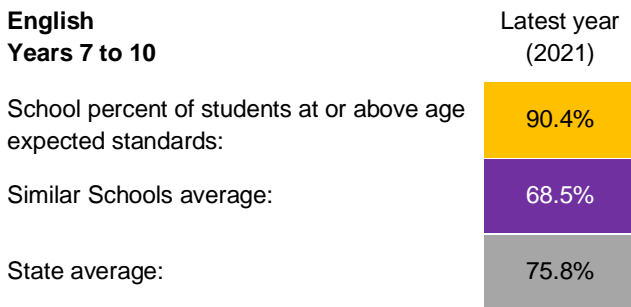 English Latest year
Years 7 to 10 (2021)
School percent of students at or above age
expected standards: 90.4%
Similar Schools average: 68.5%
State average: 75.8%